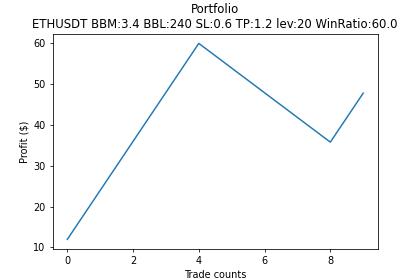 Portfolio
ETHUSDT BBM:3.4 BBL:240 SL:0.6 TP:1.2 lev:20 WinRatio:60.0
60
50
40
30
20
10
Profit ($)
0 2 4 6 8
Trade counts